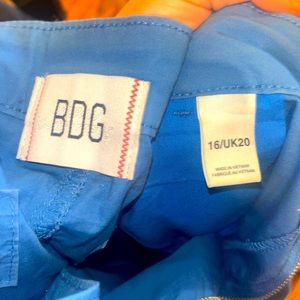 BDG
16/UK20
MADE IN VIETNAM
FABRIQUÉ AU VIETNAM